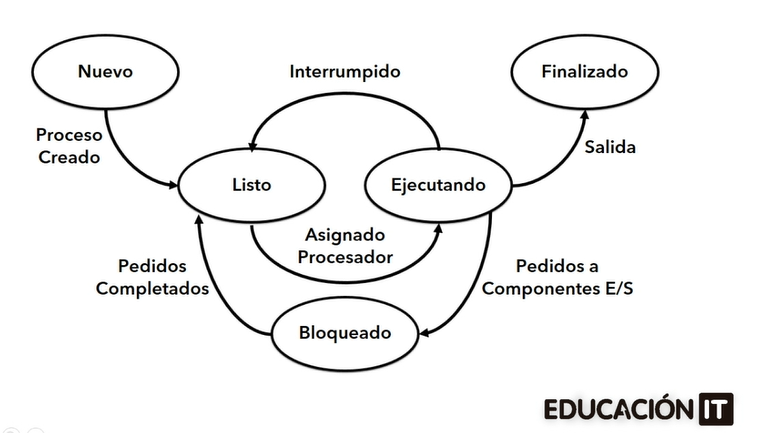 Nuevo
Interrumpido
Finalizado
Proceso
Creado
Salida
Listo
Ejecutando
Asignado
Procesador
Pedidos
Completados
Pedidos a
Componentes E/S
Bloqueado
EDUCACIÓN IT